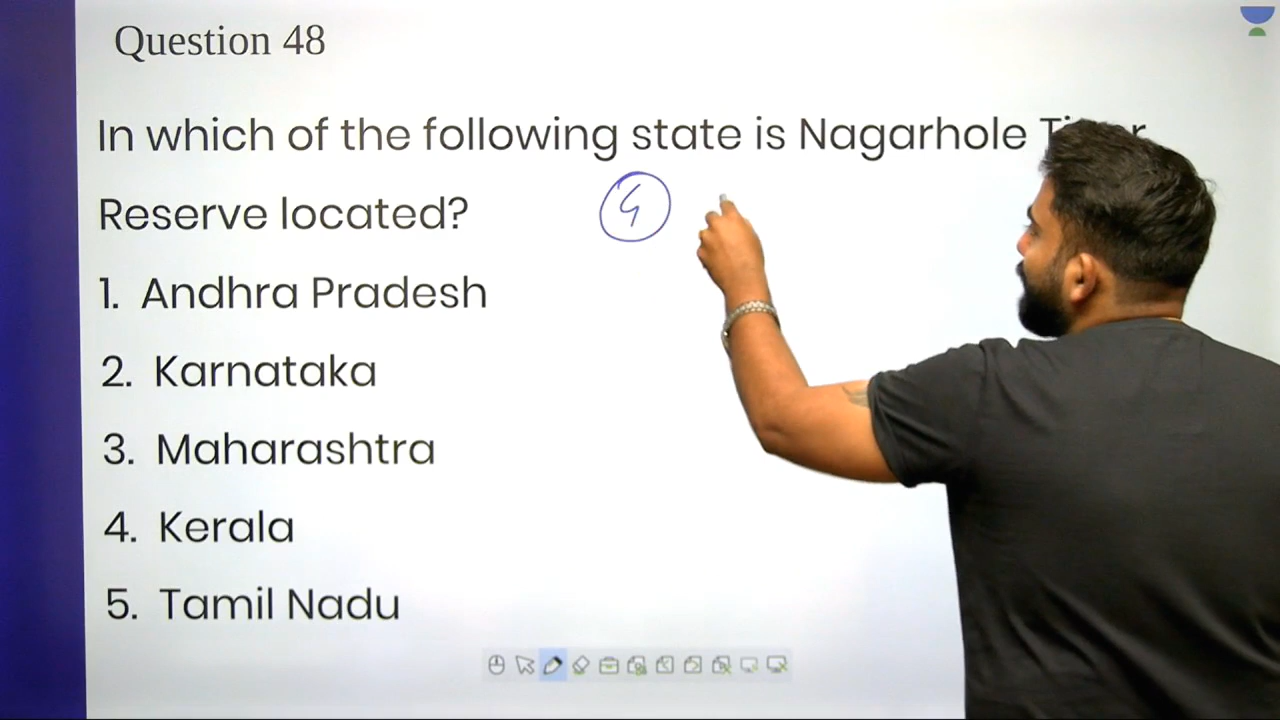 Question 48
In which of the following state is Nagarhole
Reserve located?
1. Andhra Pradesh
2. Karnataka
3. Maharashtra
4. Kerala
5. Tamil Nadu